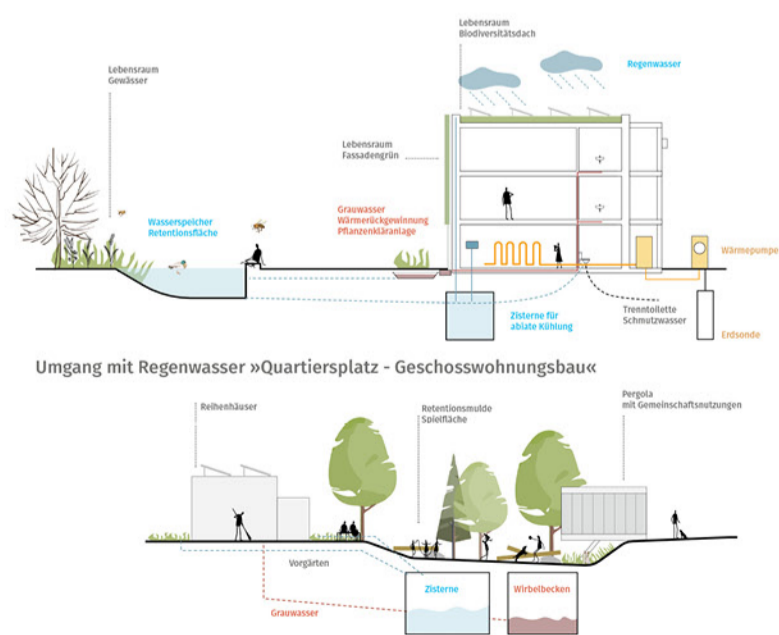 Lebensraum
Biodiversitätsdach
Regenwasser
Lebensraum
Gewässer
Lebensraum
Fassadengrün
Wasserspeicher
Retentionsfläche
Grauwasser
Wärmerückgewinnung
Pflanzenkläranlage
Wärmepumpe
Zisterne für
abiate Kühlung
Trenntoilette
Schmutzwasser
Erdsonde
Umgang mit Regenwasser »Quartiersplatz - Geschosswohnungsbau«
Reihenhäuser
Retentionsmulde
Spielfläche
Pergola
mit Gemeinschaftsnutzungen
Vorgärten
Zisterne
Wirbelbecken
Grauwasser